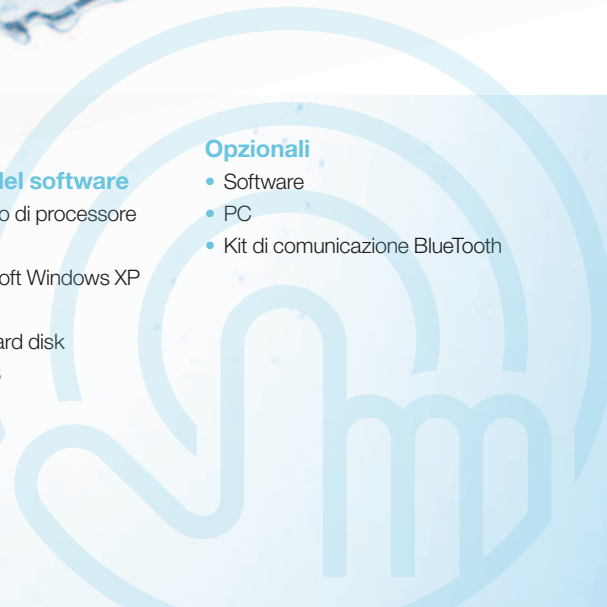 del software
o di processore
oft Windows XP
ard disk
Opzionali
• Software
• PC
• Kit di comunicazione BlueTooth